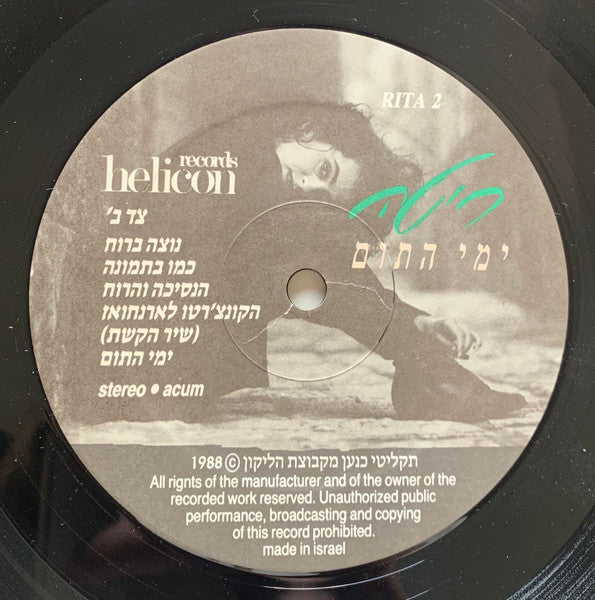 RITA 2
records
helicon
ריטה
ימי התום
צד ב'
נוצה ברוח
כמו בתמונה
הנסיכה והרוח
הקונצ'רטו לארנחואז
(שיר הקשת)
ימי התום
stereo • acum
תקליטי כנען מקבוצת הליקון © 1988
All rignts of the manufacturer and of the owner of the
recorded work reserved. Unauthorized public
performance, broadcasting and copying
of this record prohibited.
made in israel